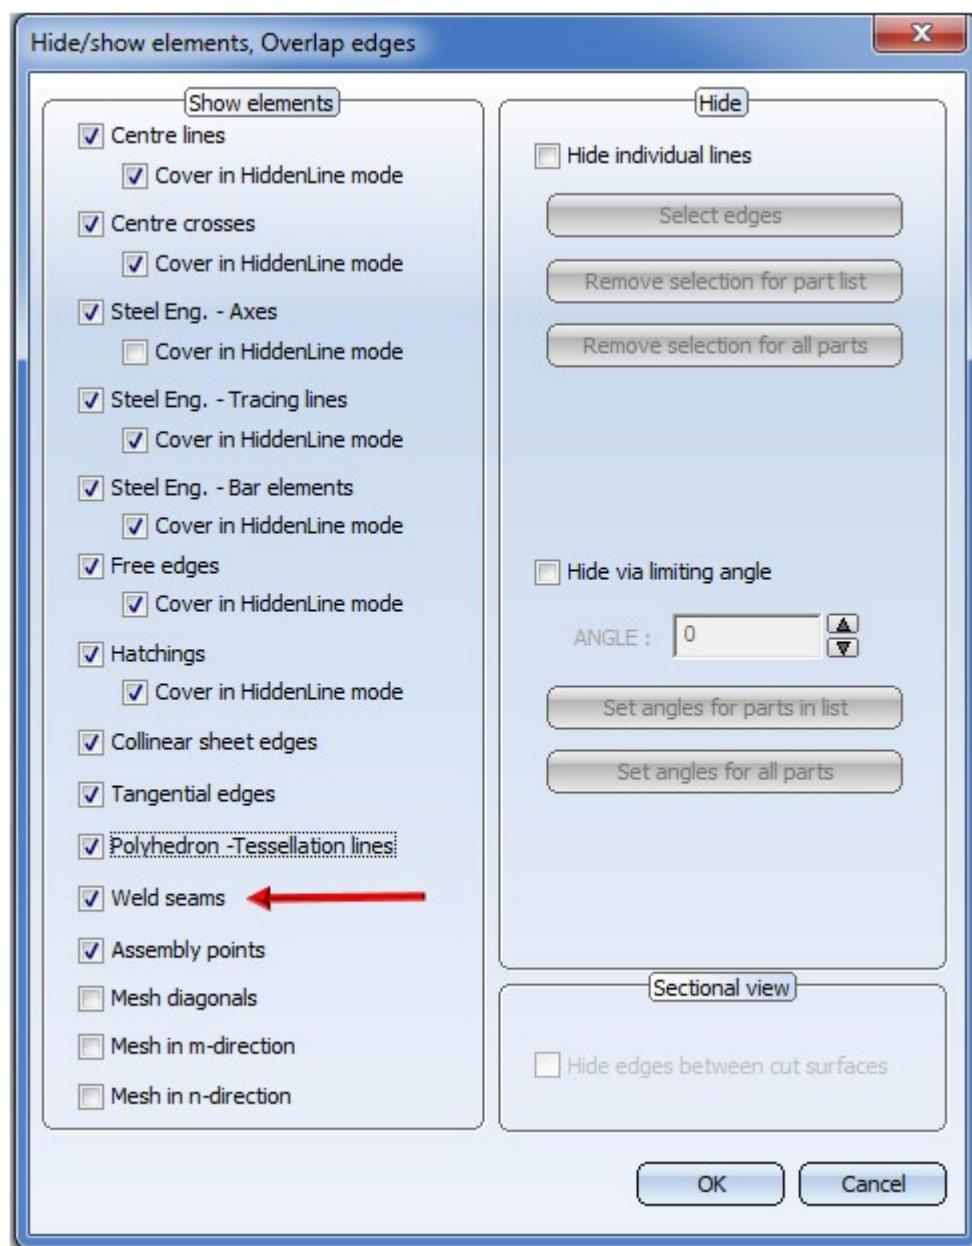 Hide/show elements, Overlap edges
Show elements
Centre lines
Cover in HiddenLine mode
Centre crosses
Cover in HiddenLine mode
Steel Eng. - Axes
Cover in HiddenLine mode
Steel Eng. - Tracing lines
Cover in HiddenLine mode
Steel Eng. - Bar elements
Cover in HiddenLine mode
Free edges
Cover in HiddenLine mode
Hatchings
Cover in HiddenLine mode
Collinear sheet edges
Tangential edges
Polyhedron -Tessellation lines
Weld seams
Assembly points
Mesh diagonals
Mesh in m-direction
Mesh in n-direction
Hide
Hide individual lines
Select edges
Remove selection for part list
Remove selection for all parts
Hide via limiting angle
ANGLE : 0
Set angles for parts in list
Set angles for all parts
Sectional view
Hide edges between cut surfaces
OK Cancel